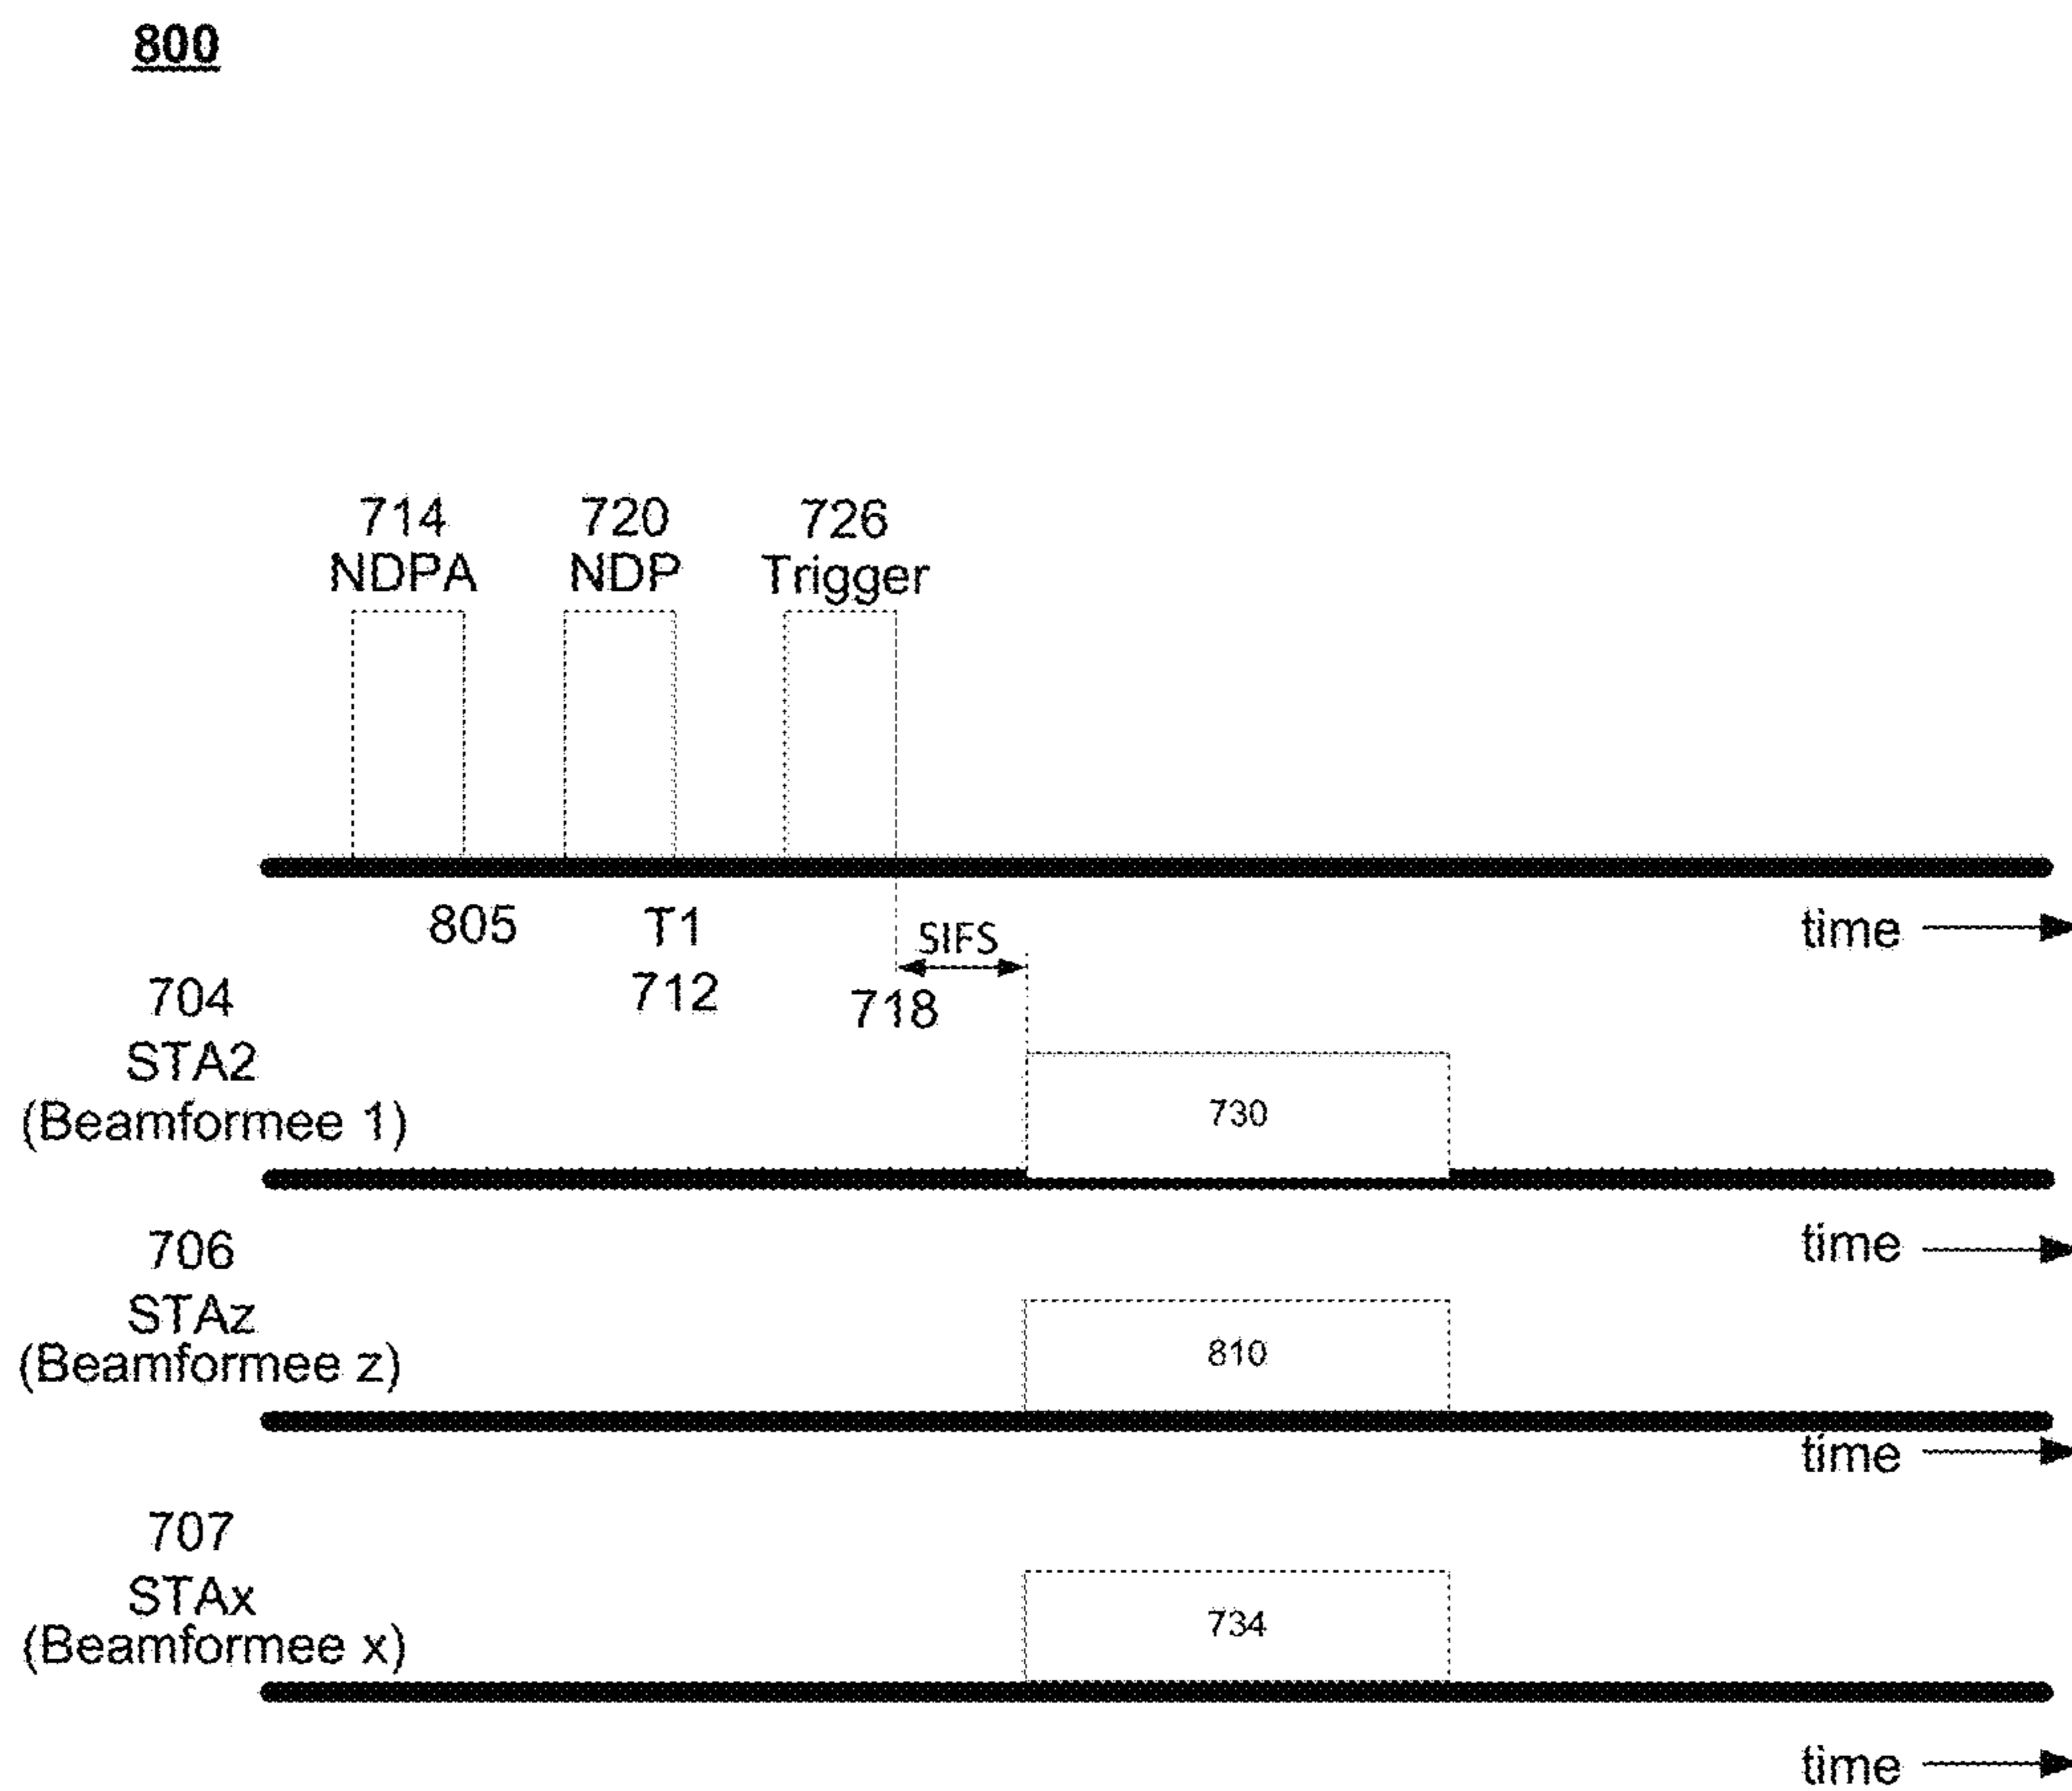 800
714 720 726
NDPA NDP Trigger
805 T1 SIFS time
712 718
704
STA2
(Beamformee 1)
730
time
706
STAz
(Beamformee z)
810
time
707
STAx
(Beamformee x)
734
time